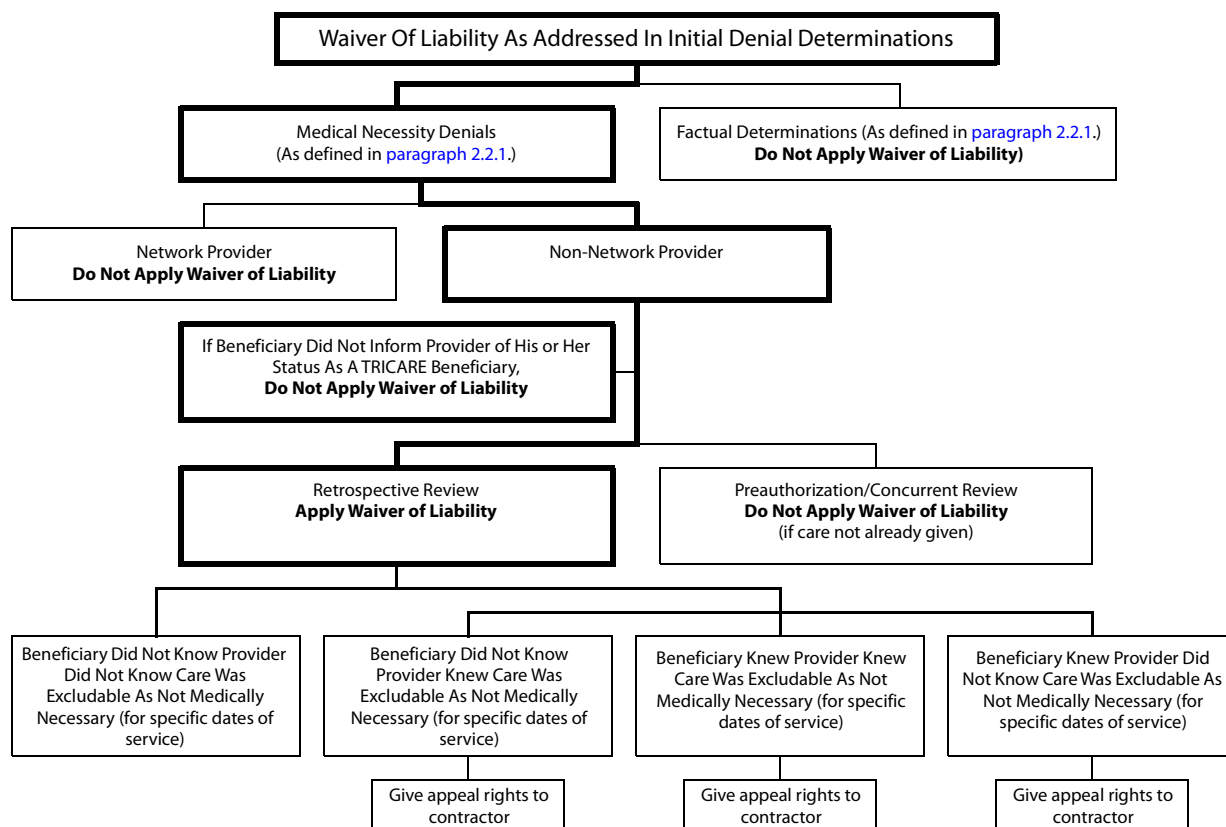 Waiver Of Liability As Addressed In Initial Denial Determinations
Medical Necessity Denials
(As defined in paragraph 2.2.1.)
Factual Determinations (As defined in paragraph 2.2.1.)
Do Not Apply Waiver of Liability)
Network Provider
Do Not Apply Waiver of Liability
Non-Network Provider
If Beneficiary Did Not Inform Provider of His or Her
Status As A TRICARE Beneficiary,
Do Not Apply Waiver of Liability
Retrospective Review
Apply Waiver of Liability
Preauthorization/Concurrent Review
Do Not Apply Waiver of Liability
(if care not already given)
Beneficiary Did Not Know Provider
Did Not Know Care Was
Excludable As Not Medically
Necessary (for specific dates of
service)
Beneficiary Did Not Know
Provider Knew Care Was
Excludable As Not Medically
Necessary (for specific dates of
service)
Beneficiary Knew Provider Knew
Care Was Excludable As Not
Medically Necessary (for specific
dates of service)
Beneficiary Knew Provider Did
Not Know Care Was Excludable As
Not Medically Necessary (for
specific dates of service)
Give appeal rights to
contractor
Give appeal rights to
contractor
Give appeal rights to
contractor